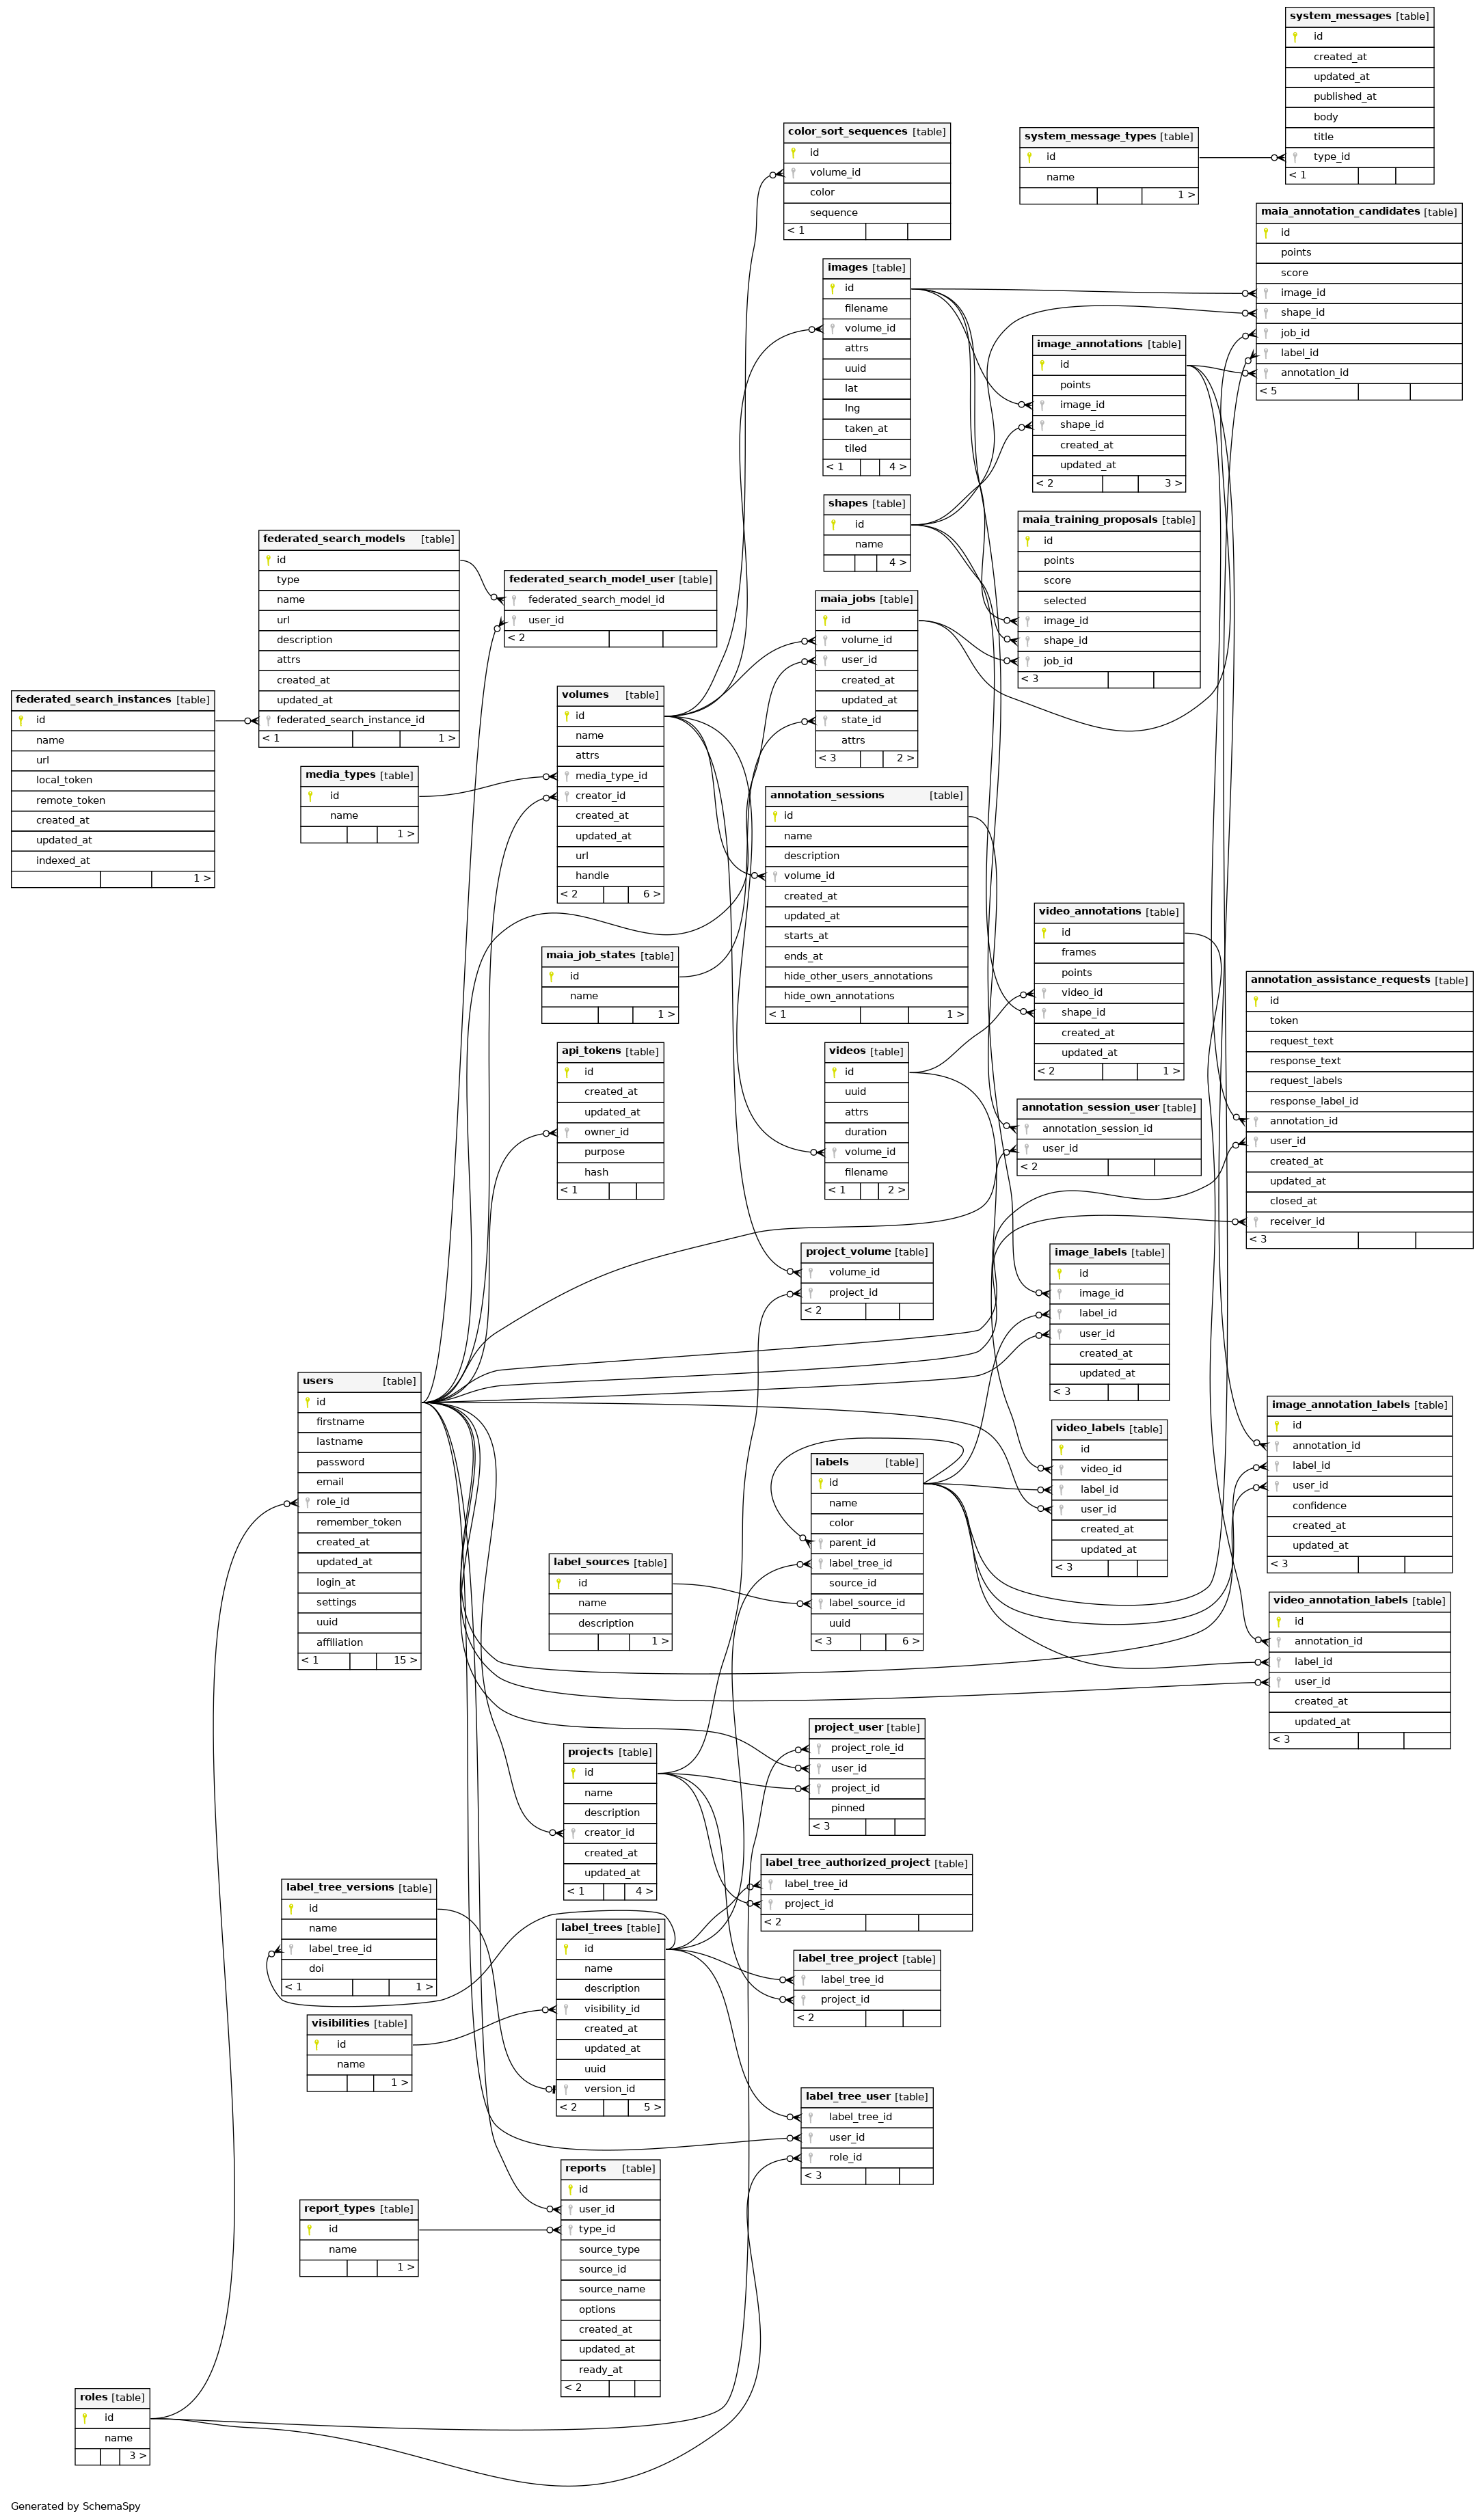 system_messages [table]
id
created_at
updated_at
published_at
body
title
type_id
< 1
color_sort_sequences [table]
id
volume_id
color
sequence
< 1
system_message_types [table]
id
name
1 >
maia_annotation_candidates [table]
id
points
score
image_id
shape_id
job_id
label_id
annotation_id
< 5
images [table]
id
filename
volume_id
attrs
uuid
lat
lng
taken_at
tiled
< 1 4 >
image_annotations [table]
id
points
image_id
shape_id
created_at
updated_at
< 2 3 >
shapes [table]
id
name
4 >
maia_training_proposals [table]
id
points
score
selected
image_id
shape_id
job_id
< 3
federated_search_models [table]
id
type
name
url
description
attrs
created_at
updated_at
federated_search_instance_id
< 1 1 >
federated_search_model_user [table]
federated_search_model_id
user_id
< 2
maia_jobs [table]
id
volume_id
user_id
created_at
updated_at
state_id
attrs
< 3 2 >
federated_search_instances [table]
id
name
url
local_token
remote_token
created_at
updated_at
indexed_at
1 >
volumes [table]
id
name
attrs
media_type_id
creator_id
created_at
updated_at
url
handle
< 2 6 >
media_types [table]
id
name
1 >
annotation_sessions [table]
id
name
description
volume_id
created_at
updated_at
starts_at
ends_at
hide_other_users_annotations
hide_own_annotations
< 1 1 >
video_annotations [table]
id
frames
points
video_id
shape_id
created_at
updated_at
< 2 1 >
maia_job_states [table]
id
name
1 >
annotation_assistance_requests [table]
id
token
request_text
response_text
request_labels
response_label_id
annotation_id
user_id
created_at
updated_at
closed_at
receiver_id
< 3
api_tokens [table]
id
created_at
updated_at
owner_id
purpose
hash
< 1
videos [table]
id
uuid
attrs
duration
volume_id
filename
< 1 2 >
annotation_session_user [table]
annotation_session_id
user_id
< 2
project_volume [table]
volume_id
project_id
< 2
image_labels [table]
id
image_id
label_id
user_id
created_at
updated_at
< 3
users [table]
id
firstname
lastname
password
email
role_id
remember_token
created_at
updated_at
login_at
settings
uuid
affiliation
< 1 15 >
image_annotation_labels [table]
id
annotation_id
label_id
user_id
confidence
created_at
updated_at
< 3
video_labels [table]
id
video_id
label_id
user_id
created_at
updated_at
< 3
labels [table]
id
name
color
parent_id
label_tree_id
source_id
label_source_id
uuid
< 3 6 >
label_sources [table]
id
name
description
1 >
video_annotation_labels [table]
id
annotation_id
label_id
user_id
created_at
updated_at
< 3
project_user [table]
project_role_id
user_id
project_id
pinned
< 3
projects [table]
id
name
description
creator_id
created_at
updated_at
< 1 4 >
label_tree_authorized_project [table]
label_tree_id
project_id
< 2
label_tree_versions [table]
id
name
label_tree_id
doi
< 1 1 >
label_trees [table]
id
name
description
visibility_id
created_at
updated_at
uuid
version_id
< 2 5 >
label_tree_project [table]
label_tree_id
project_id
< 2
visibilities [table]
id
name
1 >
label_tree_user [table]
label_tree_id
user_id
role_id
< 3
reports [table]
id
user_id
type_id
source_type
source_id
source_name
options
created_at
updated_at
ready_at
< 2
report_types [table]
id
name
1 >
roles [table]
id
name
3 >
Generated by SchemaSpy